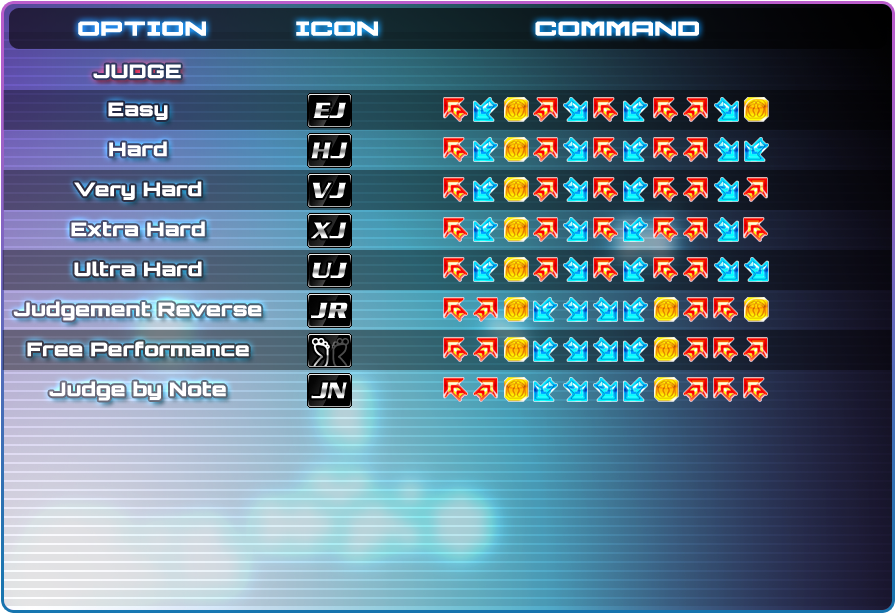 OPTION ICON COMMAND
JUDGE
Easy EJ
Hard HJ
Very Hard VJ
Extra Hard XJ
Ultra Hard UJ
Judgement Reverse JR
Free Performance
Judge by Note JN